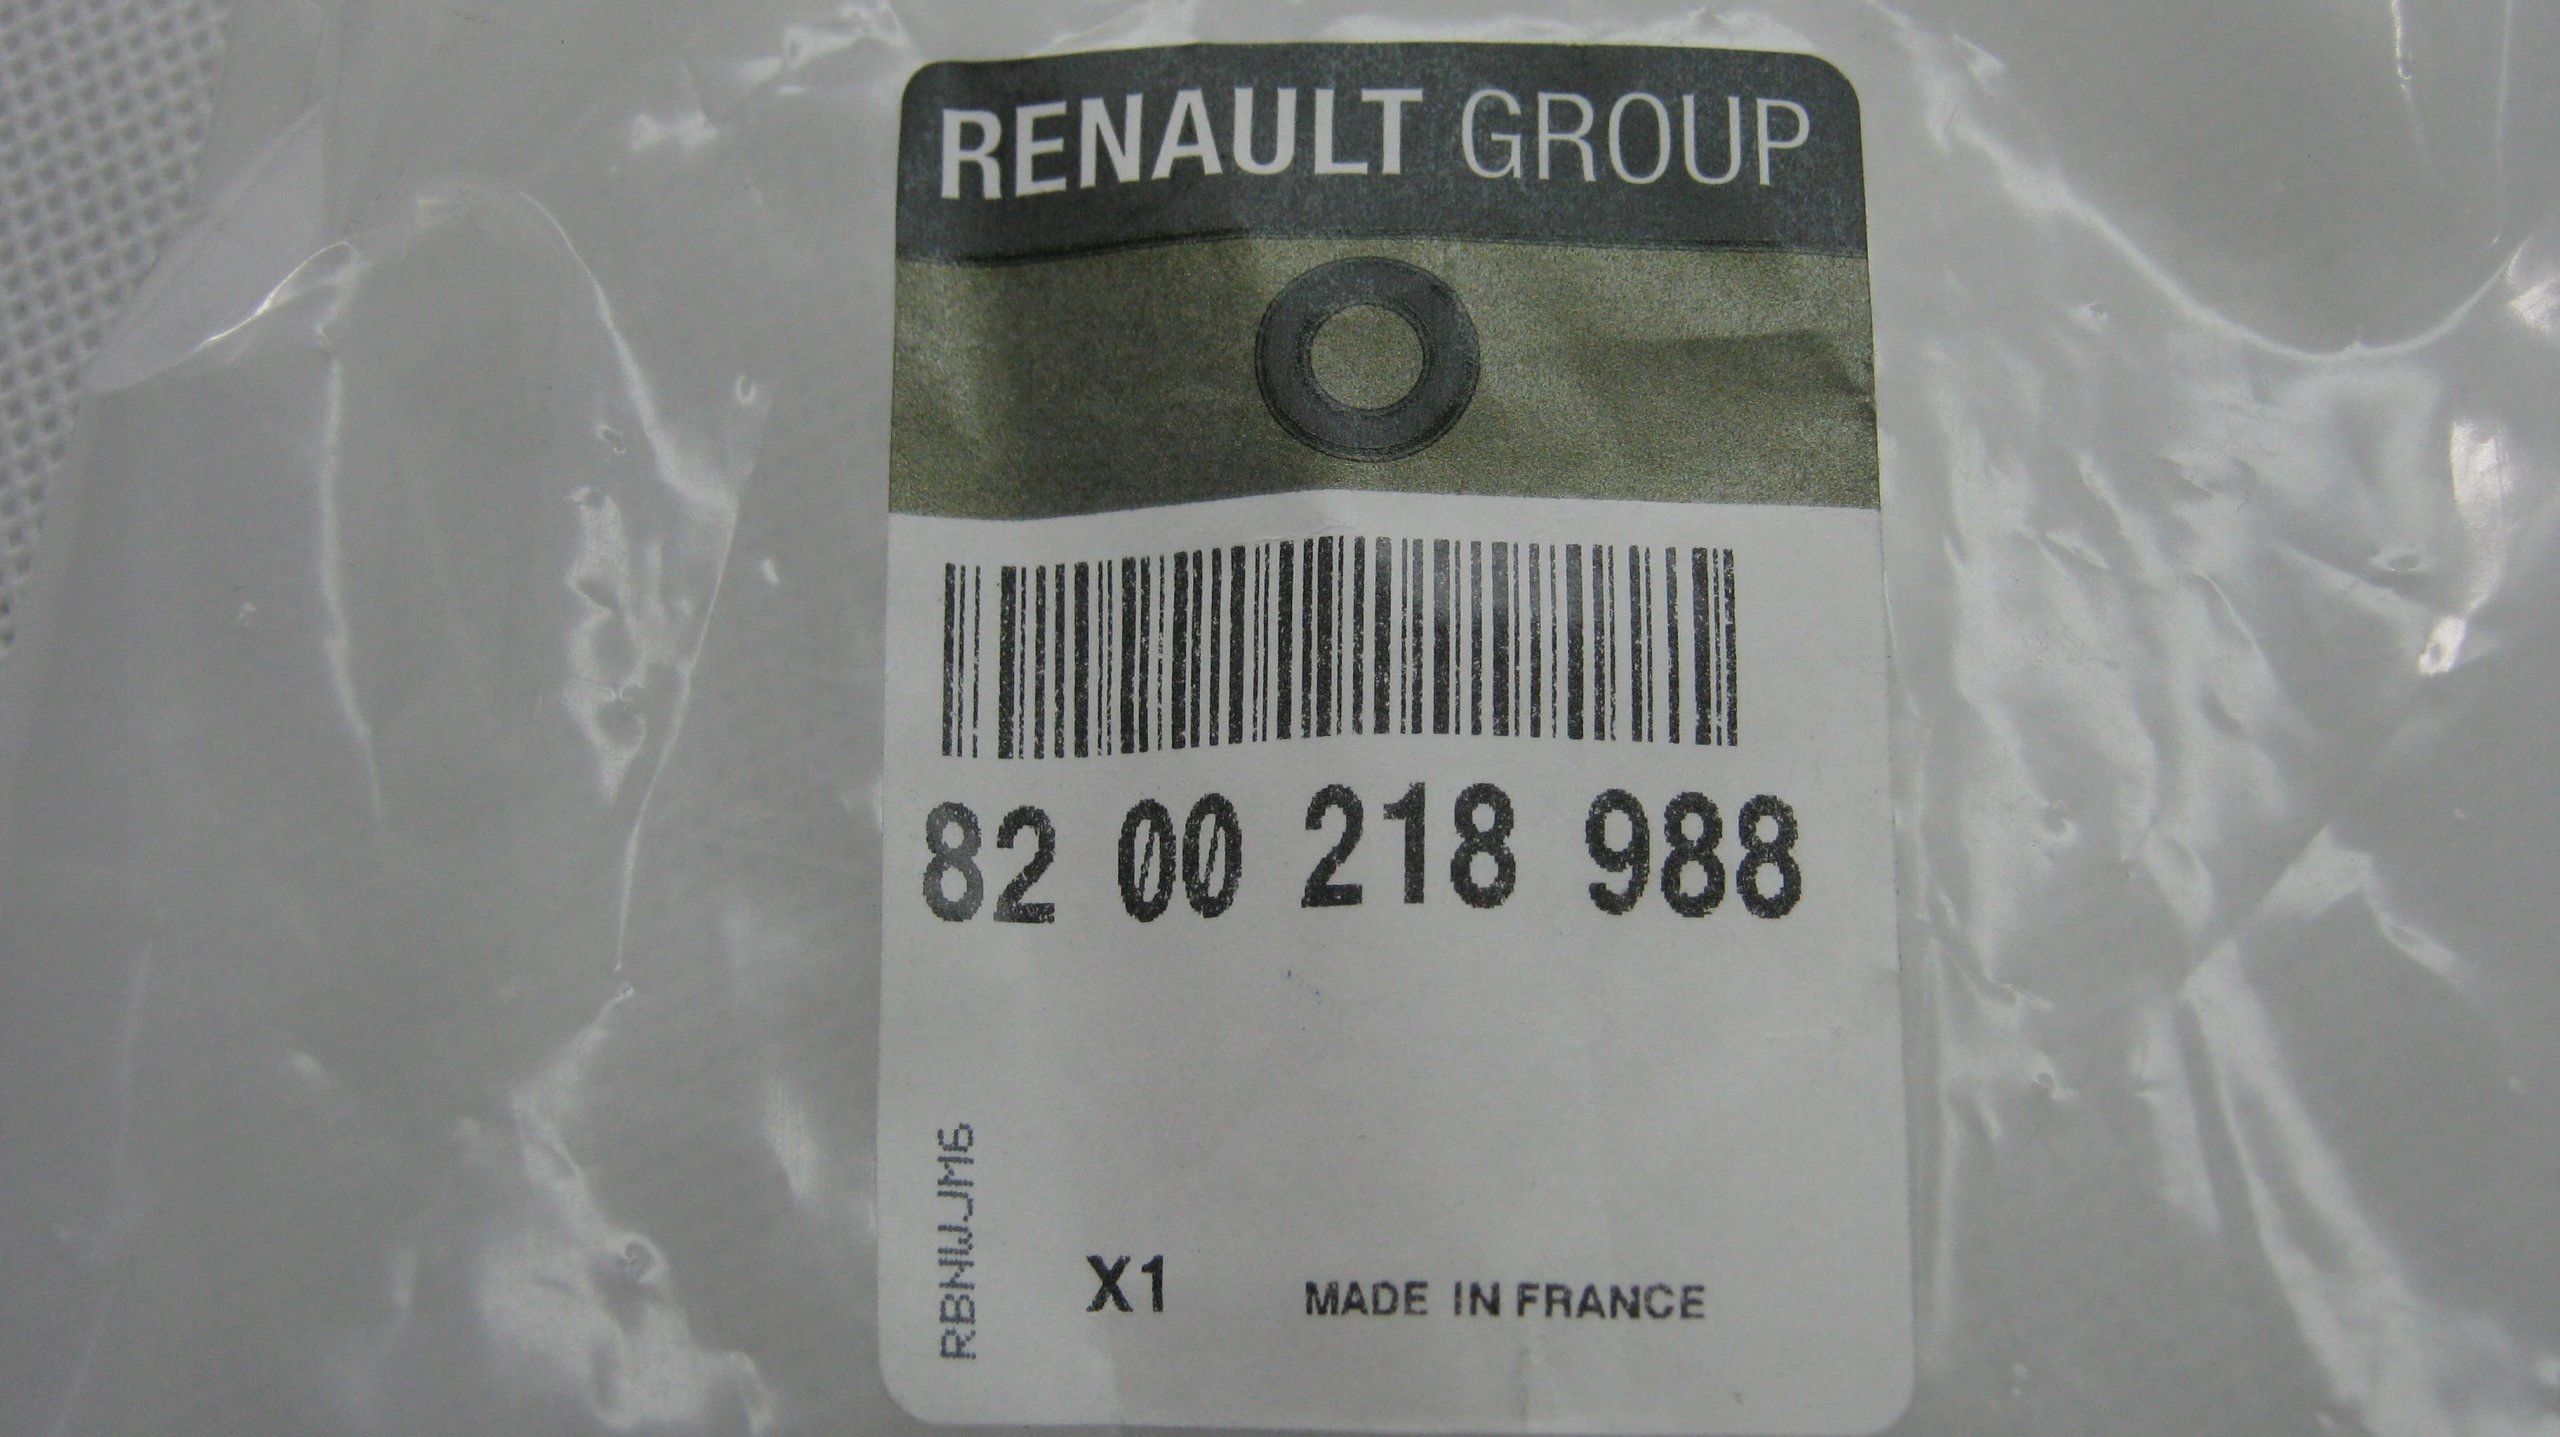 RENAULT GROUP
82 00 218 988
RBNWJM6
X1 MADE IN FRANCE